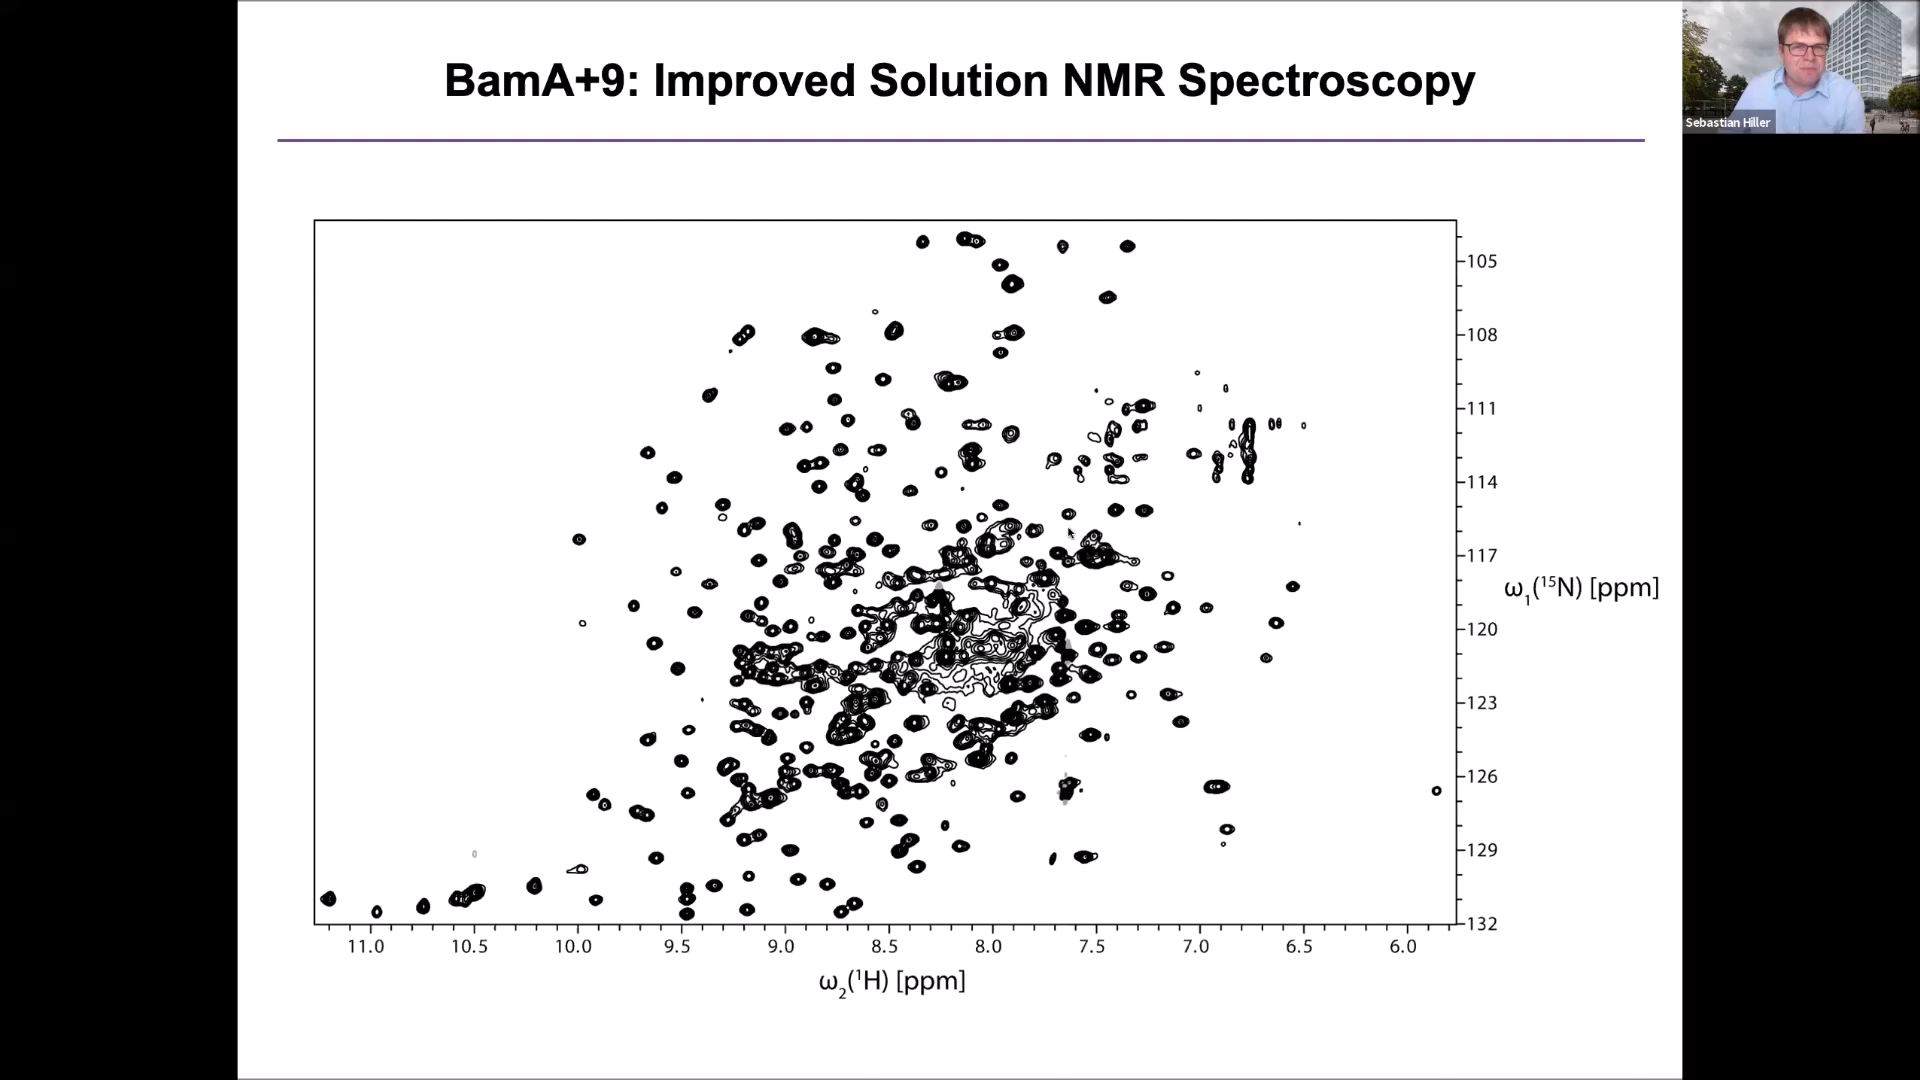 BamA+9: Improved Solution NMR Spectroscopy
Sebastian Hiller
105
108
111
114
117
120
123
126
129
132
ω1(¹⁵N) [ppm]
11.0 10.5 10.0 9.5 9.0 8.5 8.0 7.5 7.0 6.5 6.0
ω2(¹H) [ppm]